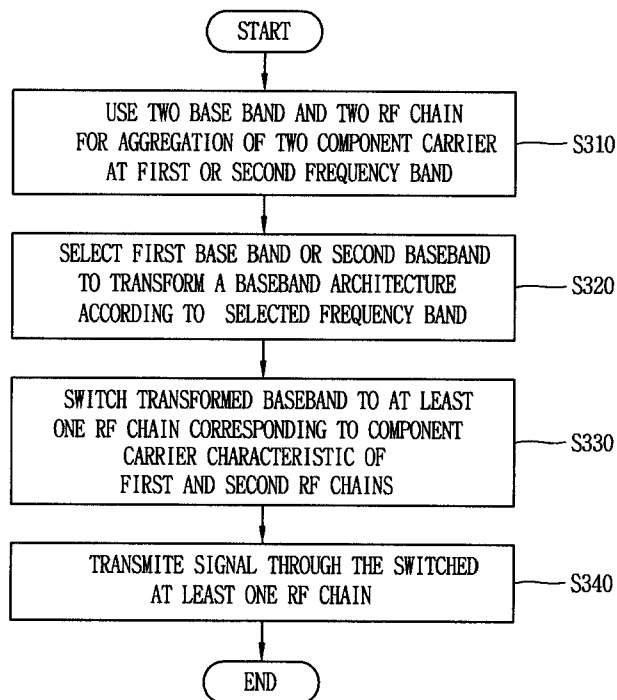 START
USE TWO BASE BAND AND TWO RF CHAIN
FOR AGGREGATION OF TWO COMPONENT CARRIER
AT FIRST OR SECOND FREQUENCY BAND
S310
SELECT FIRST BASE BAND OR SECOND BASEBAND
TO TRANSFORM A BASEBAND ARCHITECTURE
ACCORDING TO SELECTED FREQUENCY BAND
S320
SWITCH TRANSFORMED BASEBAND TO AT LEAST
ONE RF CHAIN CORRESPONDING TO COMPONENT
CARRIER CHARACTERISTIC OF
FIRST AND SECOND RF CHAINS
S330
TRANSMITE SIGNAL THROUGH THE SWITCHED
AT LEAST ONE RF CHAIN
S340
END